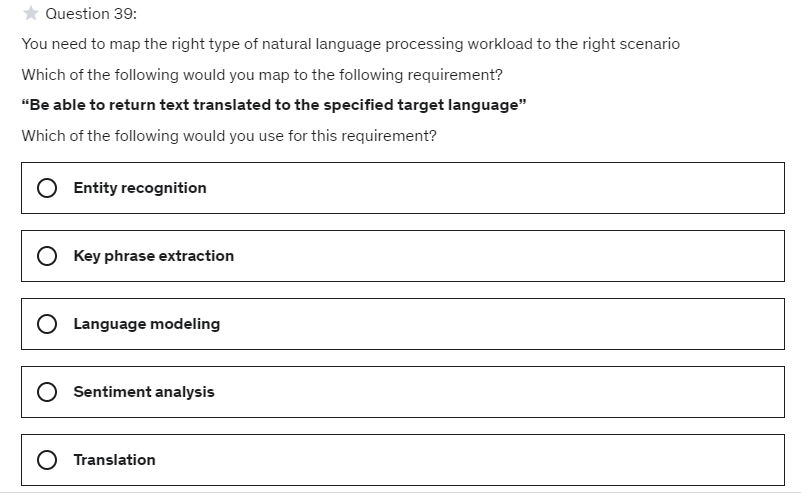 Question 39:
You need to map the right type of natural language processing workload to the right scenario
Which of the following would you map to the following requirement?
“Be able to return text translated to the specified target language”
Which of the following would you use for this requirement?
Entity recognition
Key phrase extraction
Language modeling
Sentiment analysis
Translation